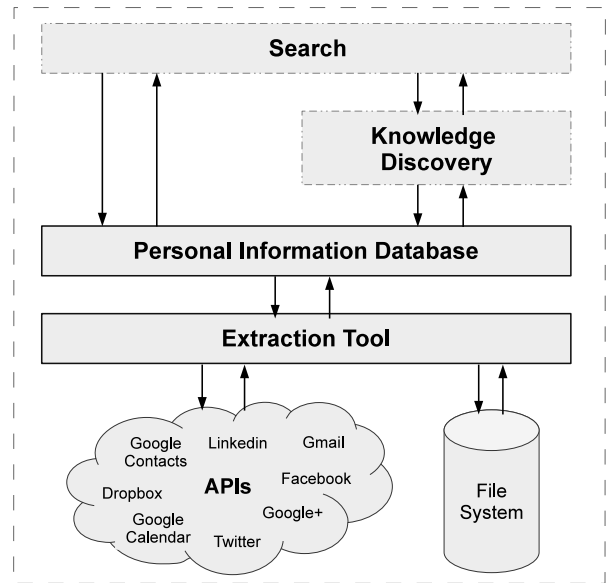 Search
Knowledge
Discovery
Personal Information Database
Extraction Tool
Google
Contacts
Linkedin
Gmail
Dropbox
APIs
Facebook
Google
Calendar
Twitter
Google+
File
System